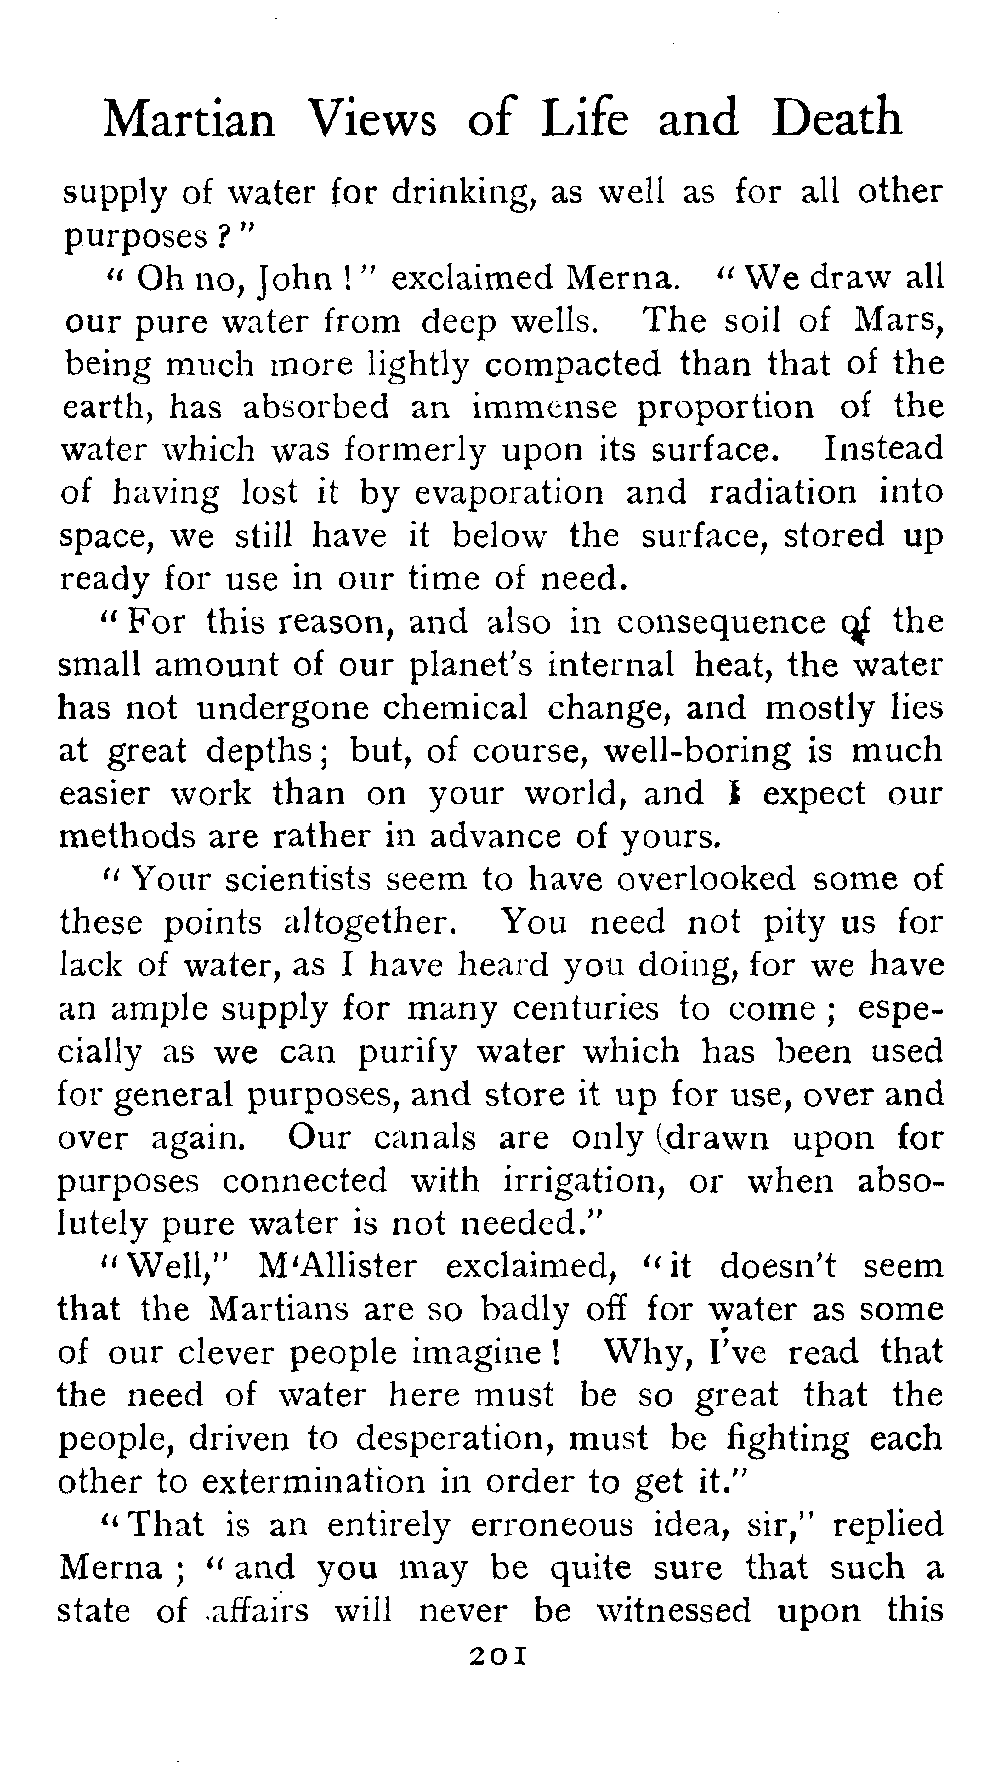 Martian Views of Life and Death
supply of water for drinking, as well as for all other
purposes ? "
" Oh no, John ! " exclaimed Merna. " We draw all
our pure water from deep wells. The soil of Mars,
being much more lightly compacted than that of the
earth, has absorbed an immense proportion of the
water which was formerly upon its surface. Instead
of having lost it by evaporation and radiation into
space, we still have it below the surface, stored up
ready for use in our time of need.
" For this reason, and also in consequence of the
small amount of our planet's internal heat, the water
has not undergone chemical change, and mostly lies
at great depths ; but, of course, well-boring is much
easier work than on your world, and I expect our
methods are rather in advance of yours.
" Your scientists seem to have overlooked some of
these points altogether. You need not pity us for
lack of water, as I have heard you doing, for we have
an ample supply for many centuries to come ; espe-
cially as we can purify water which has been used
for general purposes, and store it up for use, over and
over again. Our canals are only (drawn upon for
purposes connected with irrigation, or when abso-
lutely pure water is not needed."
" Well," M'Allister exclaimed, " it doesn't seem
that the Martians are so badly off for water as some
of our clever people imagine ! Why, I've read that
the need of water here must be so great that the
people, driven to desperation, must be fighting each
other to extermination in order to get it."
" That is an entirely erroneous idea, sir," replied
Merna ; " and you may be quite sure that such a
state of affairs will never be witnessed upon this
201